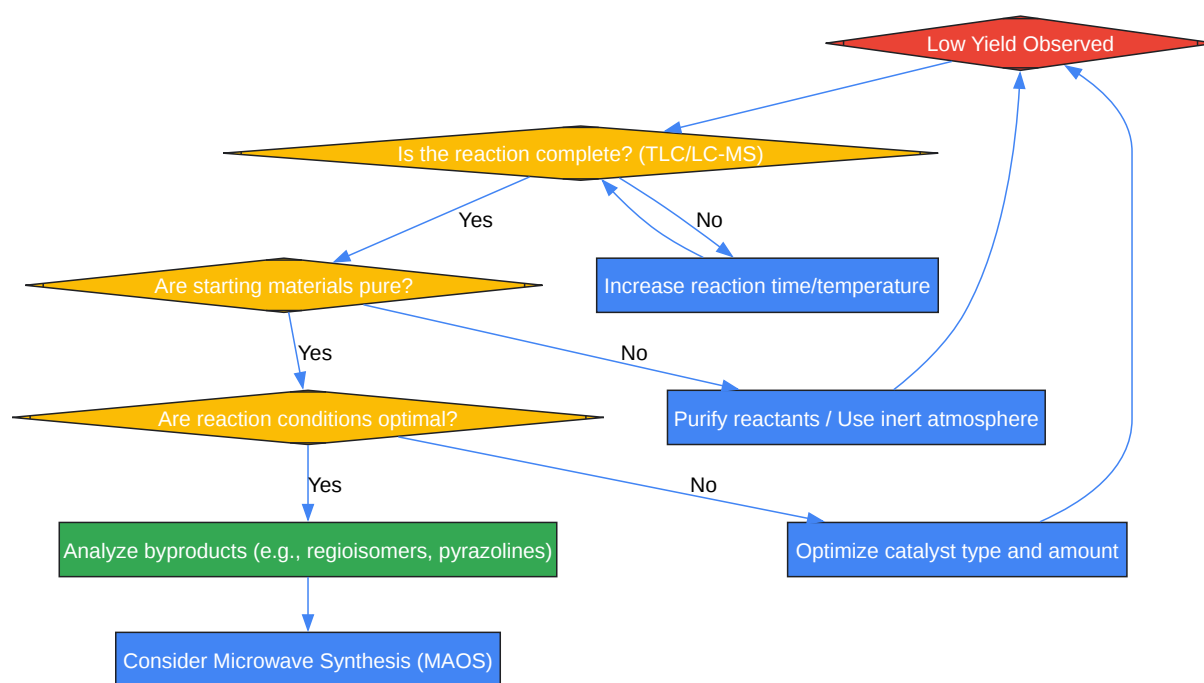 Low Yield Observed
Is the reaction complete? (TLC/LC-MS)
Yes
No
Are starting materials pure?
Increase reaction time/temperature
Yes
No
Are reaction conditions optimal?
Purify reactants / Use inert atmosphere
Yes
No
Analyze byproducts (e.g., regioisomers, pyrazolines)
Optimize catalyst type and amount
Consider Microwave Synthesis (MAOS)